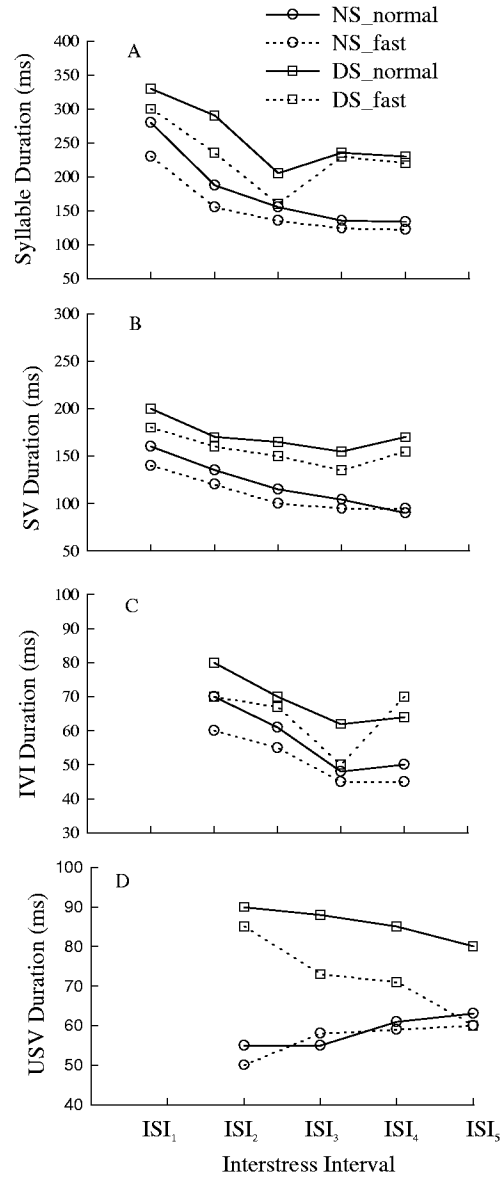 NS_normal
NS_fast
DS_normal
DS_fast
A
Syllable Duration (ms)
400
350
300
250
200
150
100
50
B
SV Duration (ms)
300
250
200
150
100
50
C
IVI Duration (ms)
100
90
80
70
60
50
40
30
D
USV Duration (ms)
100
90
80
70
60
50
40
ISI₁ ISI₂ ISI₃ ISI₄ ISI₅
Interstress Interval